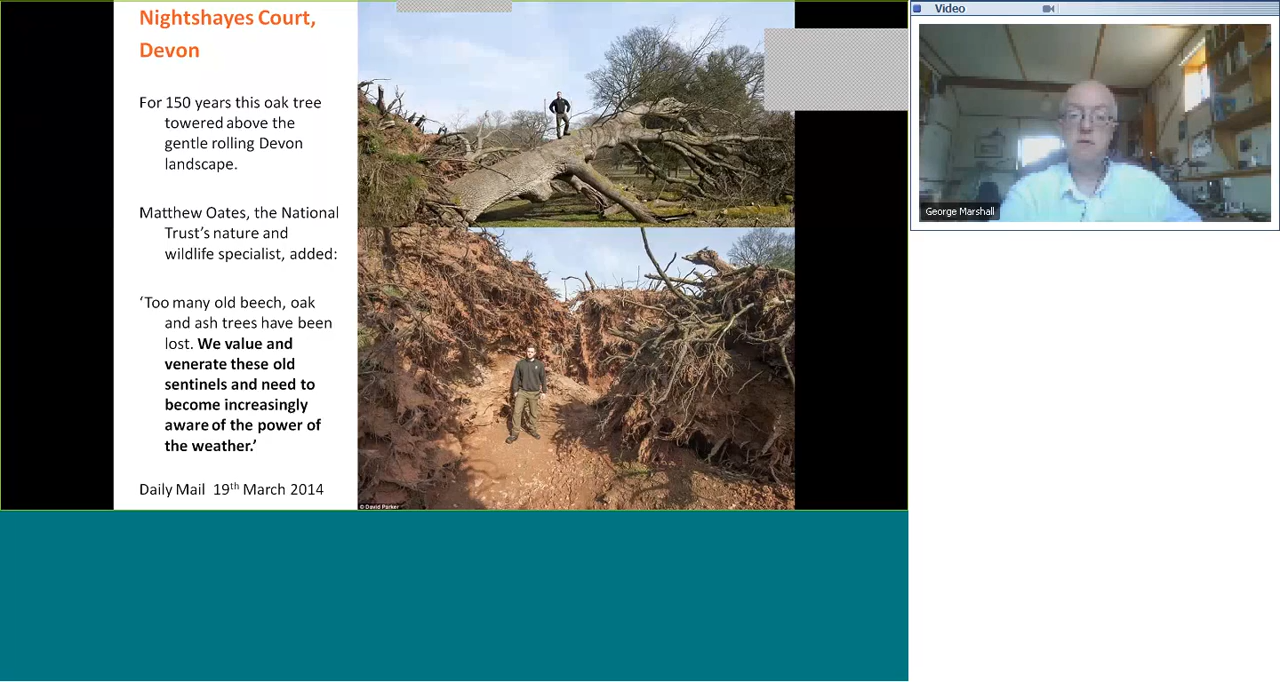 Nightshayes Court,
Devon
For 150 years this oak tree
towered above the
gentle rolling Devon
landscape.
Matthew Oates, the National
Trust’s nature and
wildlife specialist, added:
‘Too many old beech, oak
and ash trees have been
lost. We value and
venerate these old
sentinels and need to
become increasingly
aware of the power of
the weather.’
Daily Mail 19th March 2014
© David Parker
Video
George Marshall